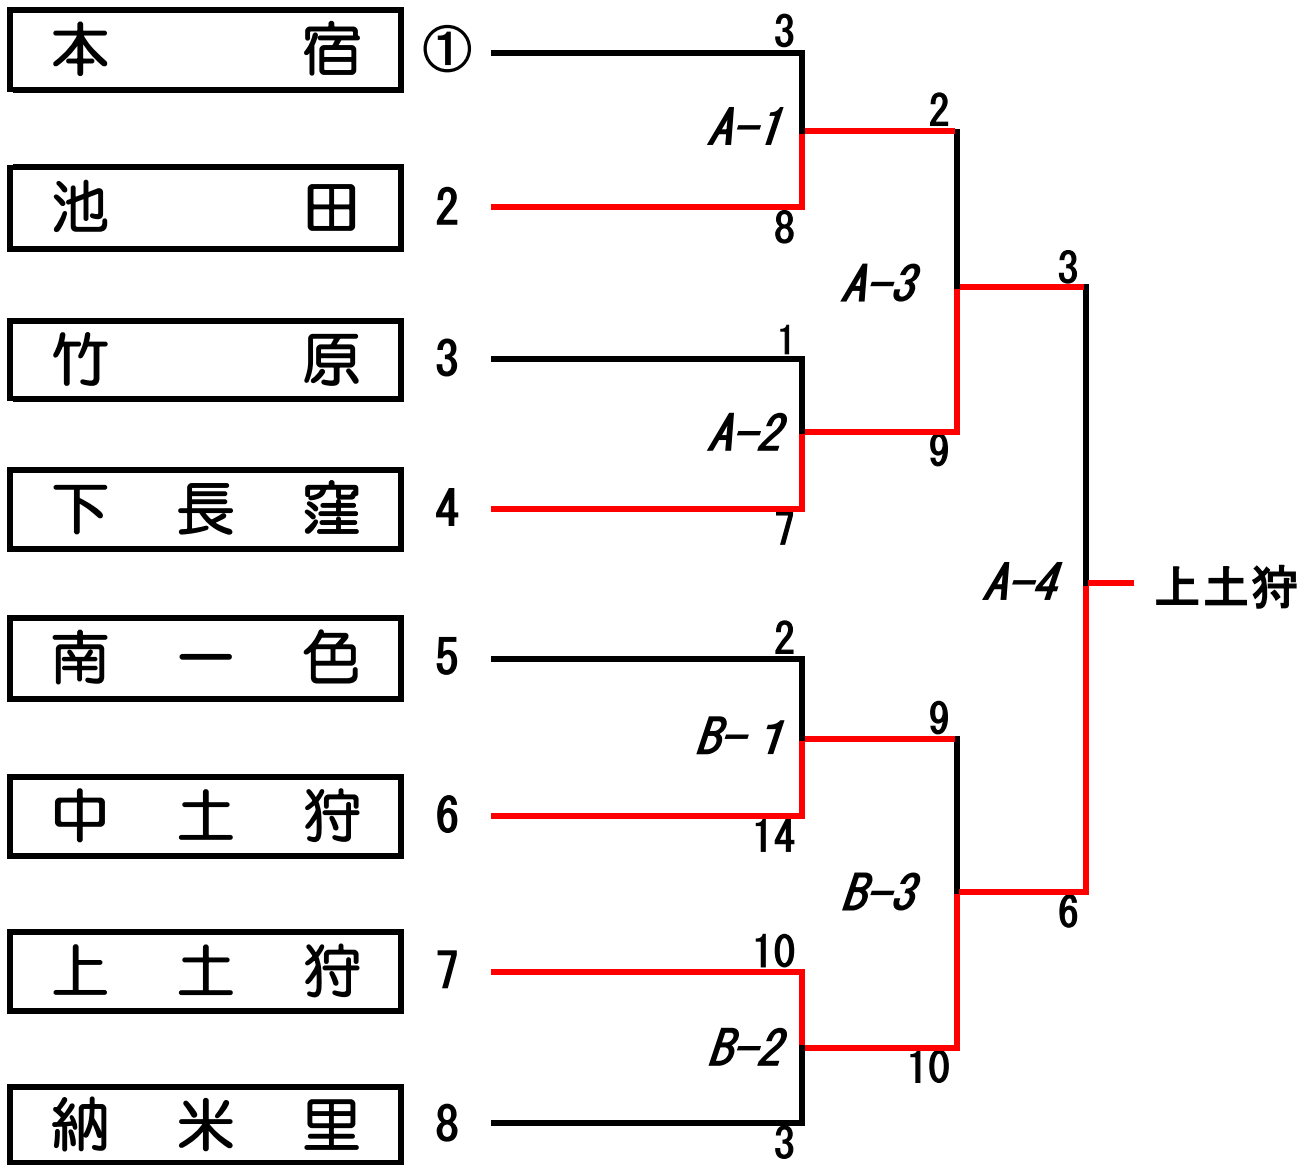 本 宿 ① 3
2
A-1
池 田 2 8
A-3 3
竹 原 3 1
A-2 9
下 長 窪 4 7
A-4 上土狩
南 一 色 5 2
9
B- 1
中 土 狩 6 14
B-3 6
上 土 狩 7 10
B-2 10
納 米 里 8 3